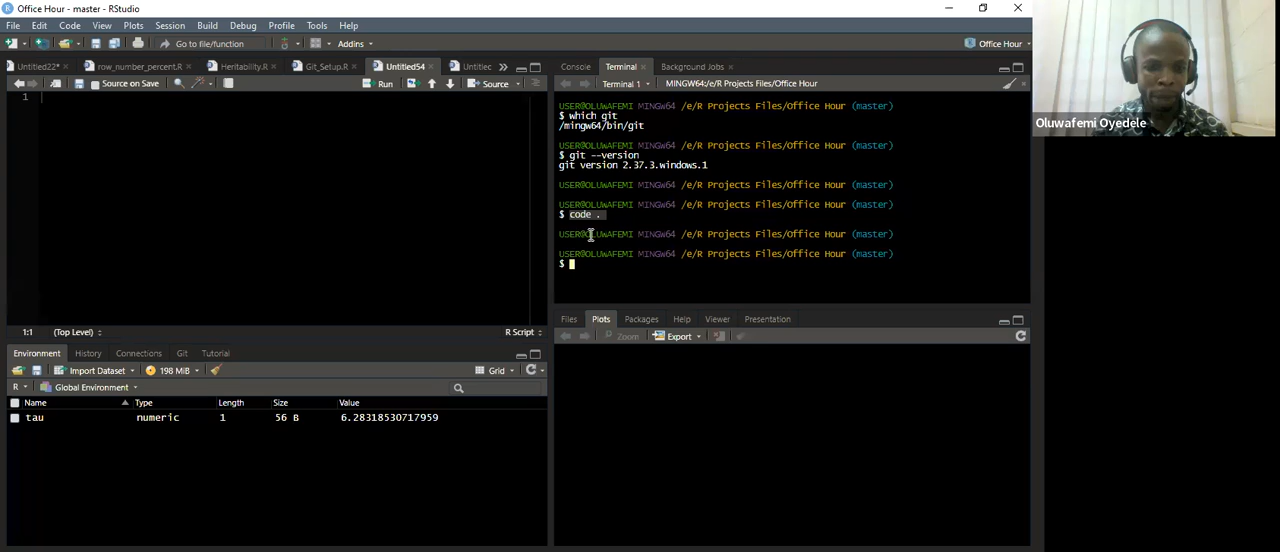 Office Hour - master - RStudio
File Edit Code View Plots Session Build Debug Profile Tools Help
Go to file/function Addins Office Hour
Untitled22* row_number_percent.R Heritability.R Git_Setup.R Untitled54 Untitled
Source on Save Run Source
1
1:1 (Top Level) R Script
Console Terminal Background Jobs
Terminal 1 MINGW64:/e/R Projects Files/Office Hour
USER@OLUWAFEMI MINGW64 /e/R Projects Files/Office Hour (master)
$ which git
/mingw64/bin/git
USER@OLUWAFEMI MINGW64 /e/R Projects Files/Office Hour (master)
$ git --version
git version 2.37.3.windows.1
USER@OLUWAFEMI MINGW64 /e/R Projects Files/Office Hour (master)
USER@OLUWAFEMI MINGW64 /e/R Projects Files/Office Hour (master)
$ code .
USER@OLUWAFEMI MINGW64 /e/R Projects Files/Office Hour (master)
USER@OLUWAFEMI MINGW64 /e/R Projects Files/Office Hour (master)
$
Environment History Connections Git Tutorial
Import Dataset 198 MiB Grid
R Global Environment
Name Type Length Size Value
tau numeric 1 56 B 6.28318530717959
Files Plots Packages Help Viewer Presentation
Zoom Export
Oluwafemi Oyedele